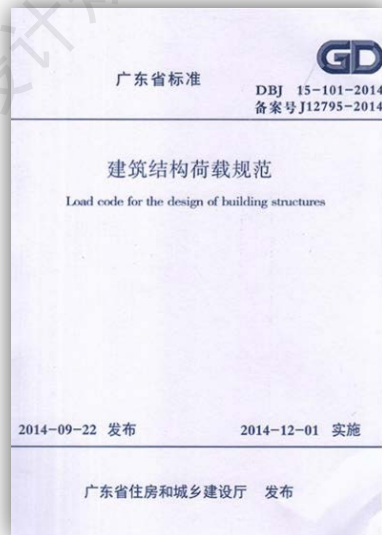 GD
广东省标准
DBJ 15-101-2014
备案号J12795-2014
建筑结构荷载规范
Load code for the design of building structures
2014-09-22 发布
2014-12-01 实施
广东省住房和城乡建设厅 发布